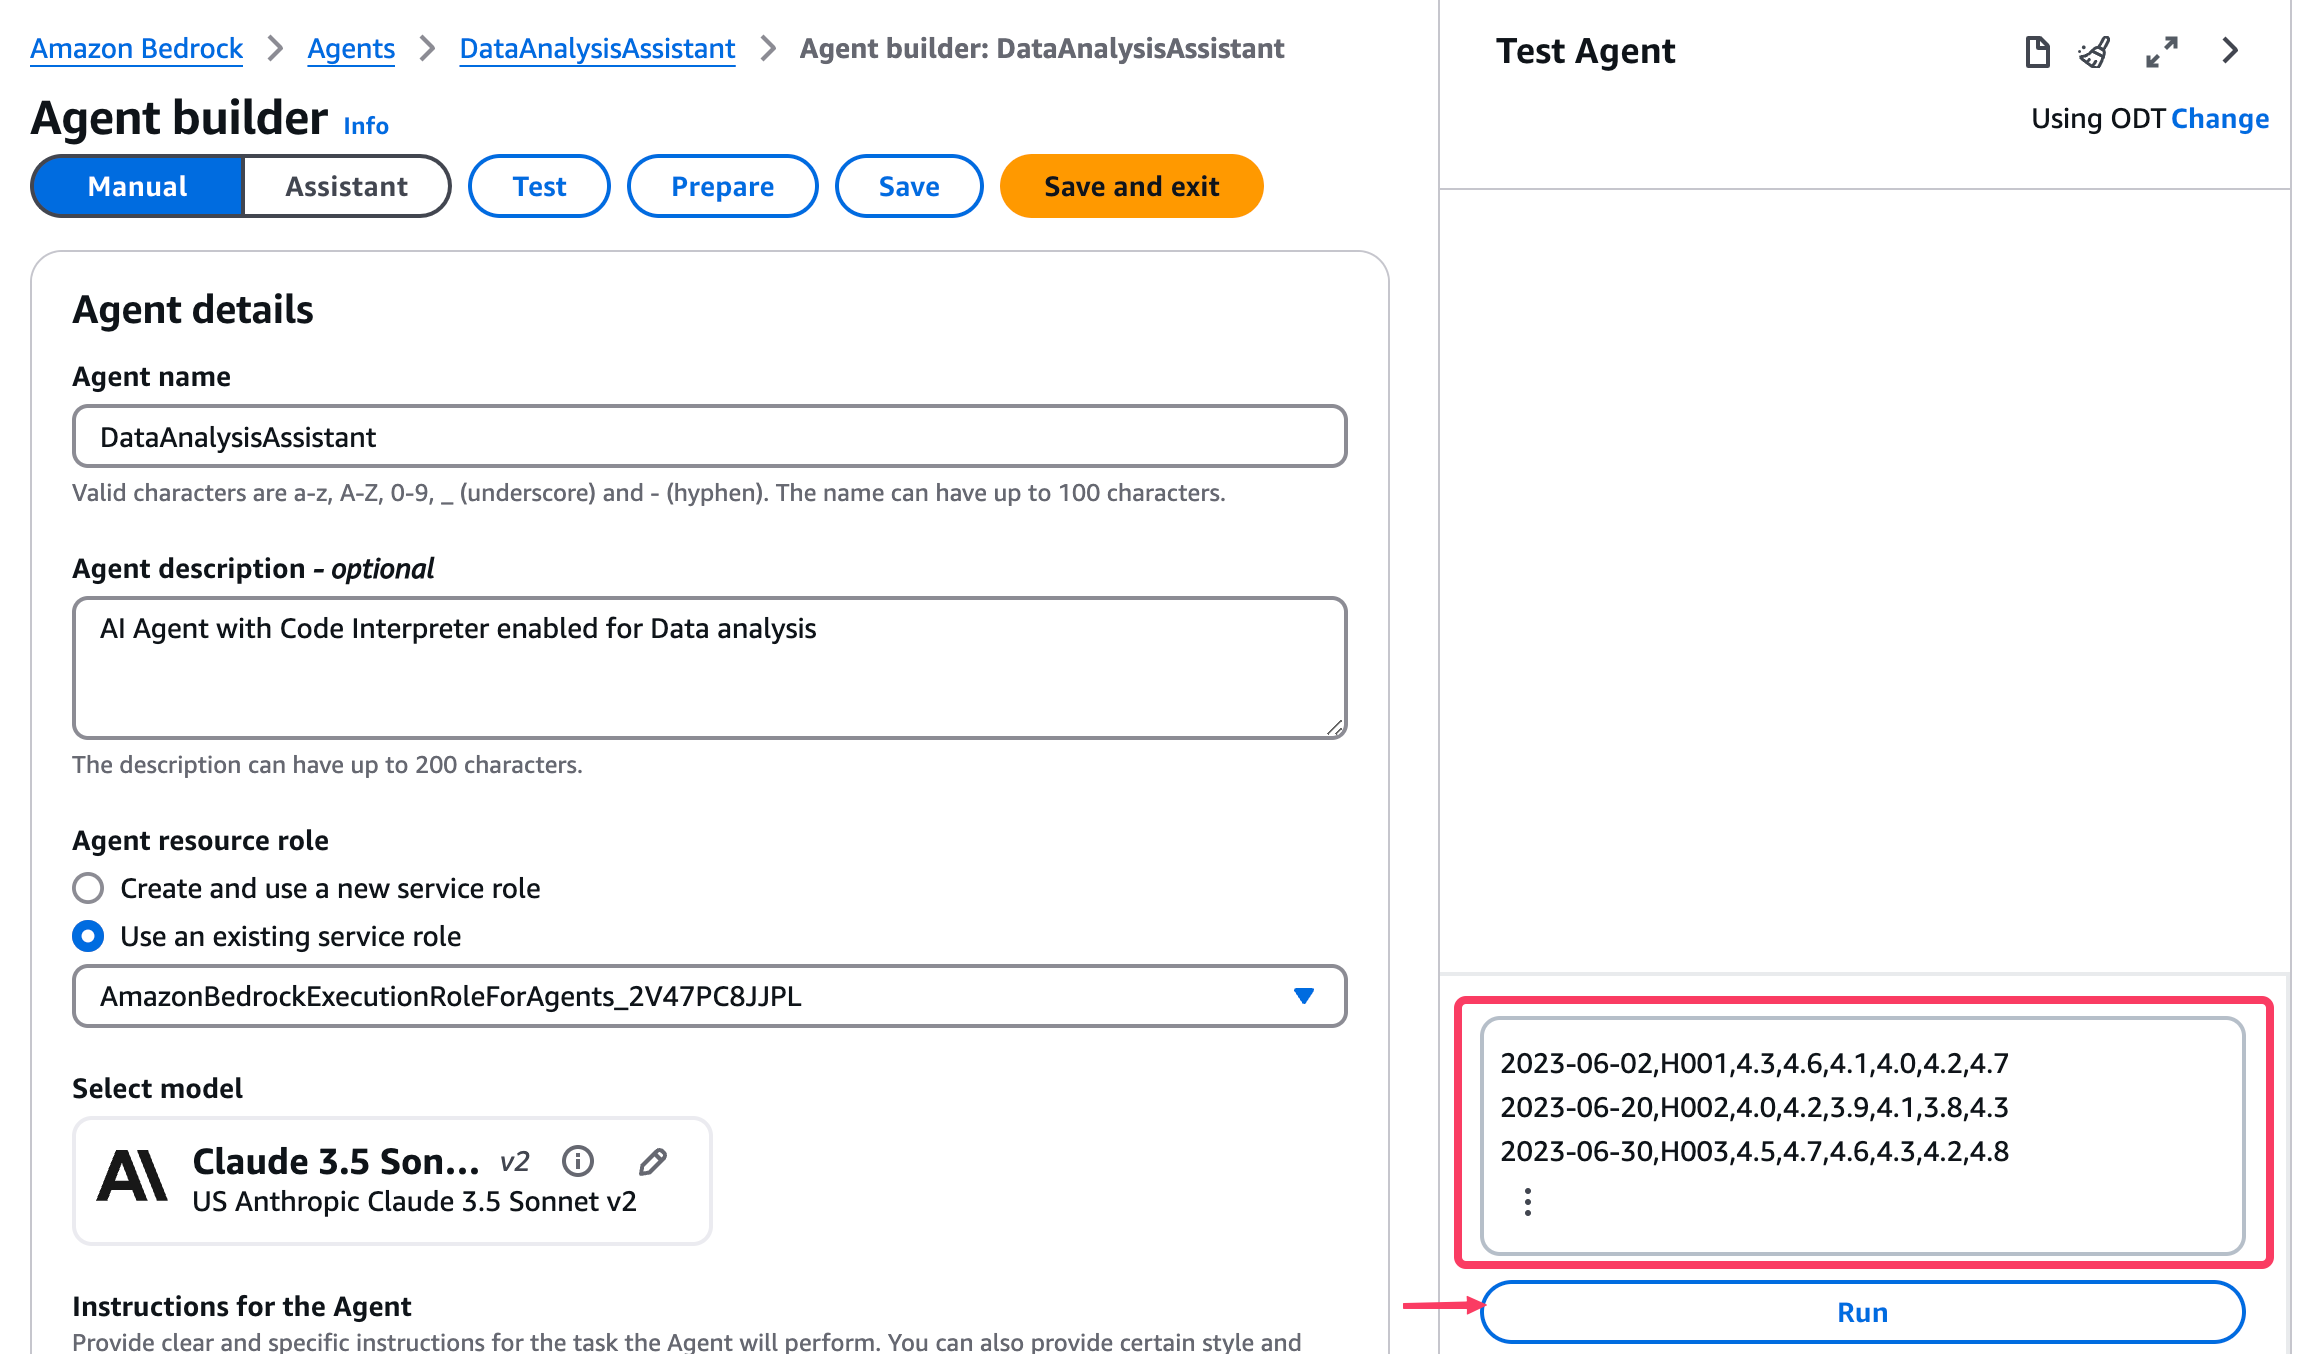 Amazon Bedrock > Agents > DataAnalysisAssistant > Agent builder: DataAnalysisAssistant
Agent builder Info
Manual Assistant Test Prepare Save Save and exit
Agent details
Agent name
DataAnalysisAssistant
Valid characters are a-z, A-Z, 0-9, _ (underscore) and - (hyphen). The name can have up to 100 characters.
Agent description - optional
AI Agent with Code Interpreter enabled for Data analysis
The description can have up to 200 characters.
Agent resource role
Create and use a new service role
Use an existing service role
AmazonBedrockExecutionRoleForAgents_2V47PC8JJPL
Select model
Claude 3.5 Son... v2
US Anthropic Claude 3.5 Sonnet v2
Instructions for the Agent
Provide clear and specific instructions for the task the Agent will perform. You can also provide certain style and
Test Agent
Using ODT Change
2023-06-02,H001,4.3,4.6,4.1,4.0,4.2,4.7
2023-06-20,H002,4.0,4.2,3.9,4.1,3.8,4.3
2023-06-30,H003,4.5,4.7,4.6,4.3,4.2,4.8
Run